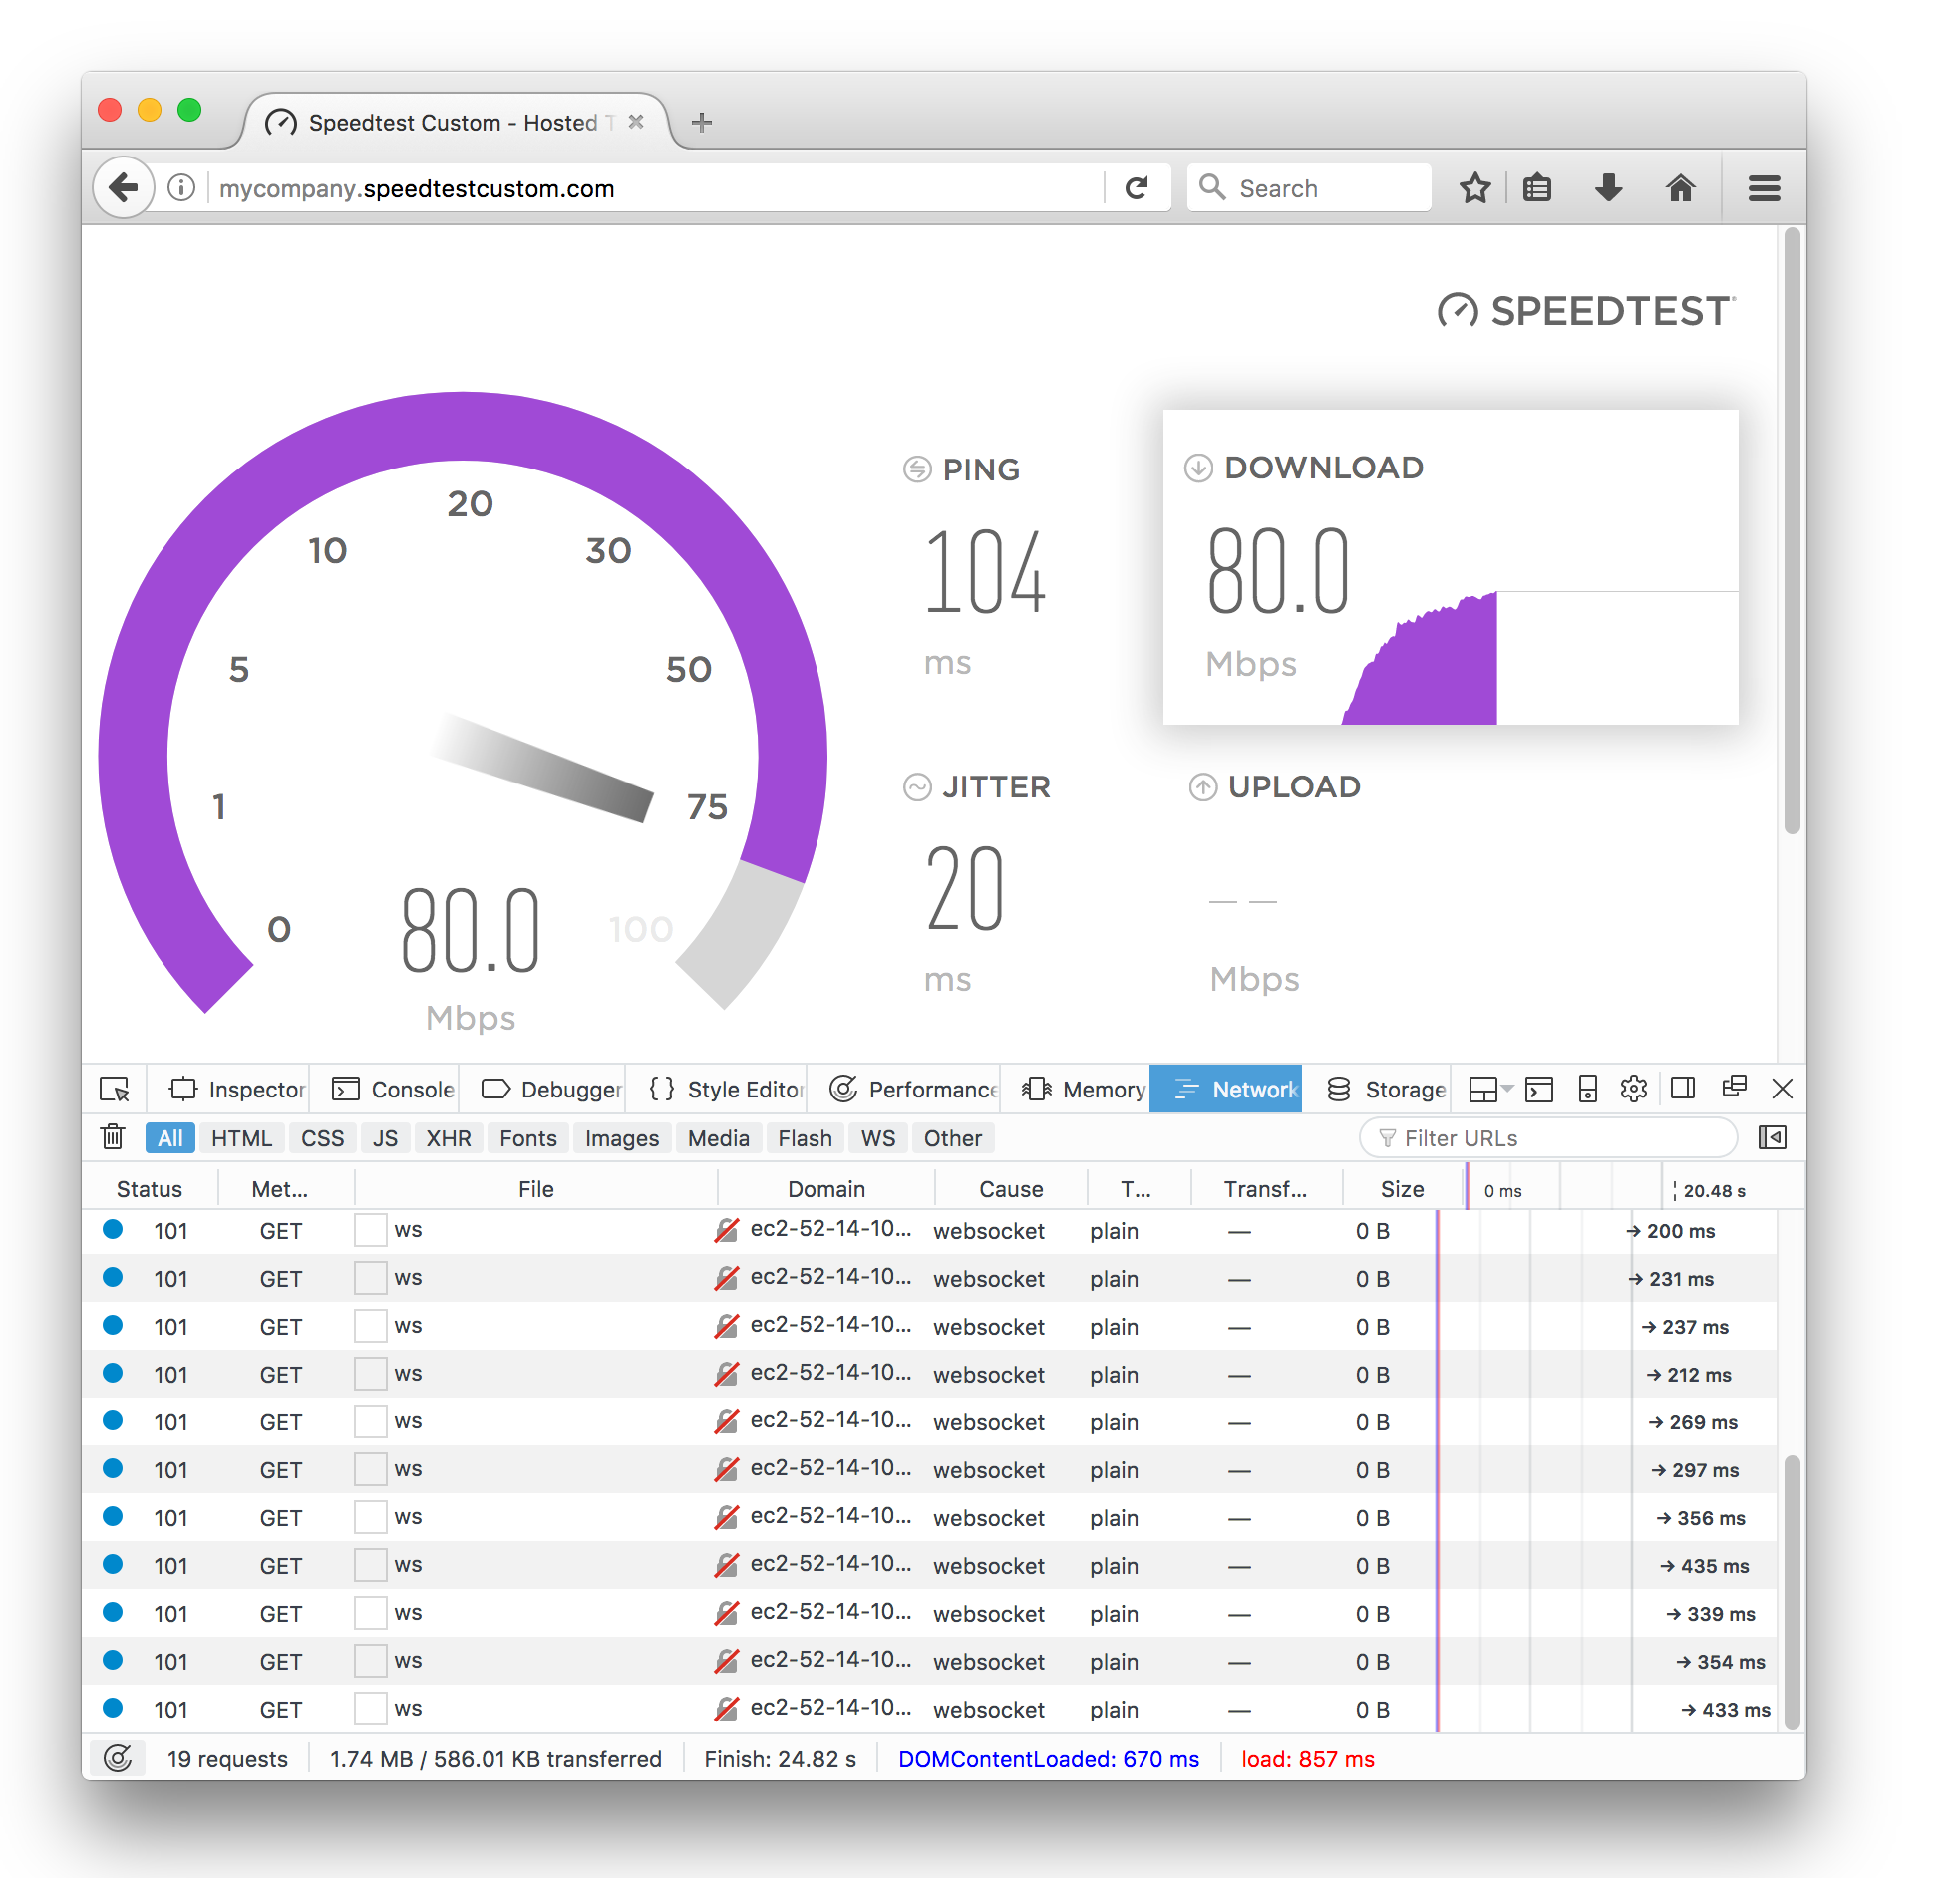 Speedtest Custom - Hosted T
mycompany.speedtestcustom.com
Search
SPEEDTEST
PING
104
ms
DOWNLOAD
80.0
Mbps
JITTER
20
ms
UPLOAD
— —
Mbps
0
1
5
10
20
30
50
75
100
80.0
Mbps
Inspector Console Debugger { } Style Editor Performance Memory Network Storage
All HTML CSS JS XHR Fonts Images Media Flash WS Other Filter URLs
Status Met... File Domain Cause T... Transf... Size 0 ms 20.48 s
101 GET ws ec2-52-14-10... websocket plain — 0 B → 200 ms
101 GET ws ec2-52-14-10... websocket plain — 0 B → 231 ms
101 GET ws ec2-52-14-10... websocket plain — 0 B → 237 ms
101 GET ws ec2-52-14-10... websocket plain — 0 B → 212 ms
101 GET ws ec2-52-14-10... websocket plain — 0 B → 269 ms
101 GET ws ec2-52-14-10... websocket plain — 0 B → 297 ms
101 GET ws ec2-52-14-10... websocket plain — 0 B → 356 ms
101 GET ws ec2-52-14-10... websocket plain — 0 B → 435 ms
101 GET ws ec2-52-14-10... websocket plain — 0 B → 339 ms
101 GET ws ec2-52-14-10... websocket plain — 0 B → 354 ms
101 GET ws ec2-52-14-10... websocket plain — 0 B → 433 ms
19 requests 1.74 MB / 586.01 KB transferred Finish: 24.82 s DOMContentLoaded: 670 ms load: 857 ms